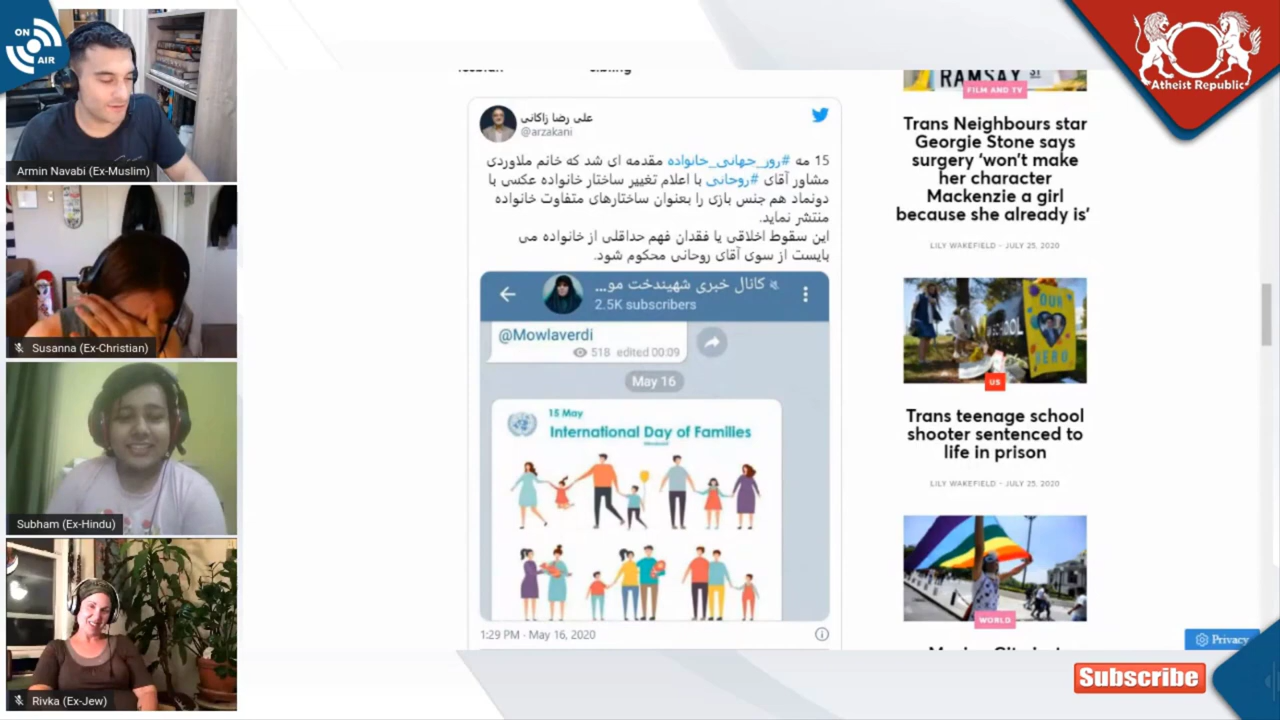 ON
AIR
Armin Navabi (Ex-Muslim)
Susanna (Ex-Christian)
Subham (Ex-Hindu)
Rivka (Ex-Jew)
علی رضا زاکانی
@arzakani
15 مه #روز_جهانی_خانواده مقدمه ای شد که خانم ملاوردی
مشاور آقای #روحانی با اعلام تغییر ساختار خانواده عکسی با
دونماد هم جنس بازی را بعنوان ساختارهای متفاوت خانواده
منتشر نماید.
این سقوط اخلاقی یا فقدان فهم حداقلی از خانواده می
بایست از سوی آقای روحانی محکوم شود.
کانال خبری شهیندخت مو...
2.5K subscribers
@Mowlaverdi
518 edited 00:09
May 16
15 May
International Day of Families
1:29 PM · May 16, 2020
RAMSAY ST
FILM AND TV
Trans Neighbours star
Georgie Stone says
surgery ‘won’t make
her character
Mackenzie a girl
because she already is’
LILY WAKEFIELD - JULY 25, 2020
OUR
HERO
US
Trans teenage school
shooter sentenced to
life in prison
LILY WAKEFIELD - JULY 25, 2020
WORLD
Privacy
Atheist Republic
Subscribe